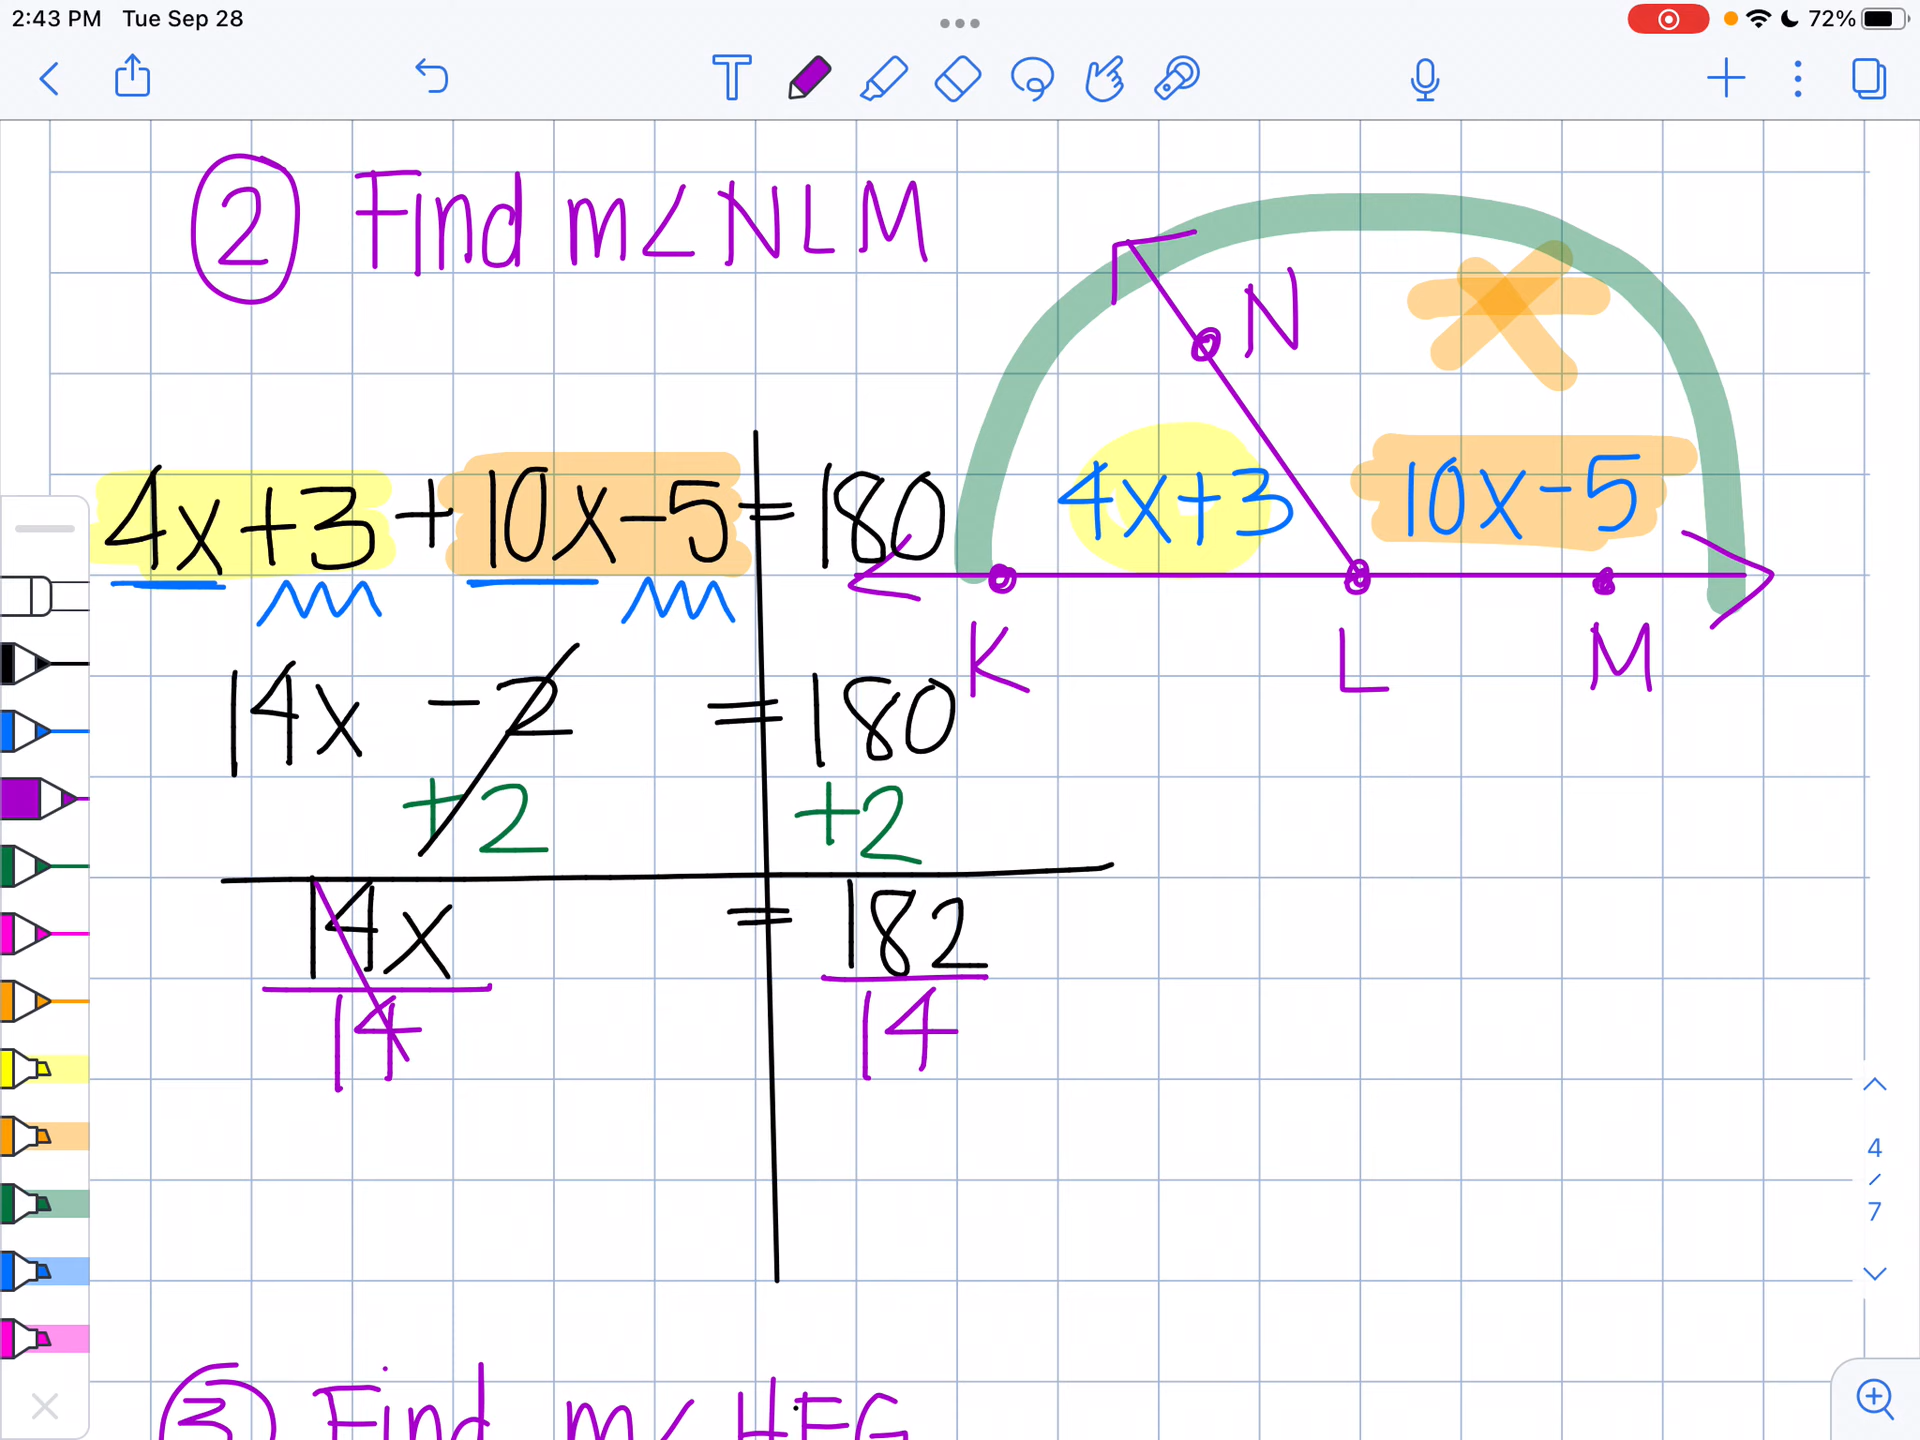 2:43 PM Tue Sep 28
72%
T
② Find m∠NLM
N
4x+3 + 10x-5 = 180
4x+3 10x-5
K L M
14x -2 = 180
+2 +2
14x = 182
14 14
4
/
7
③ Find m∠HFG